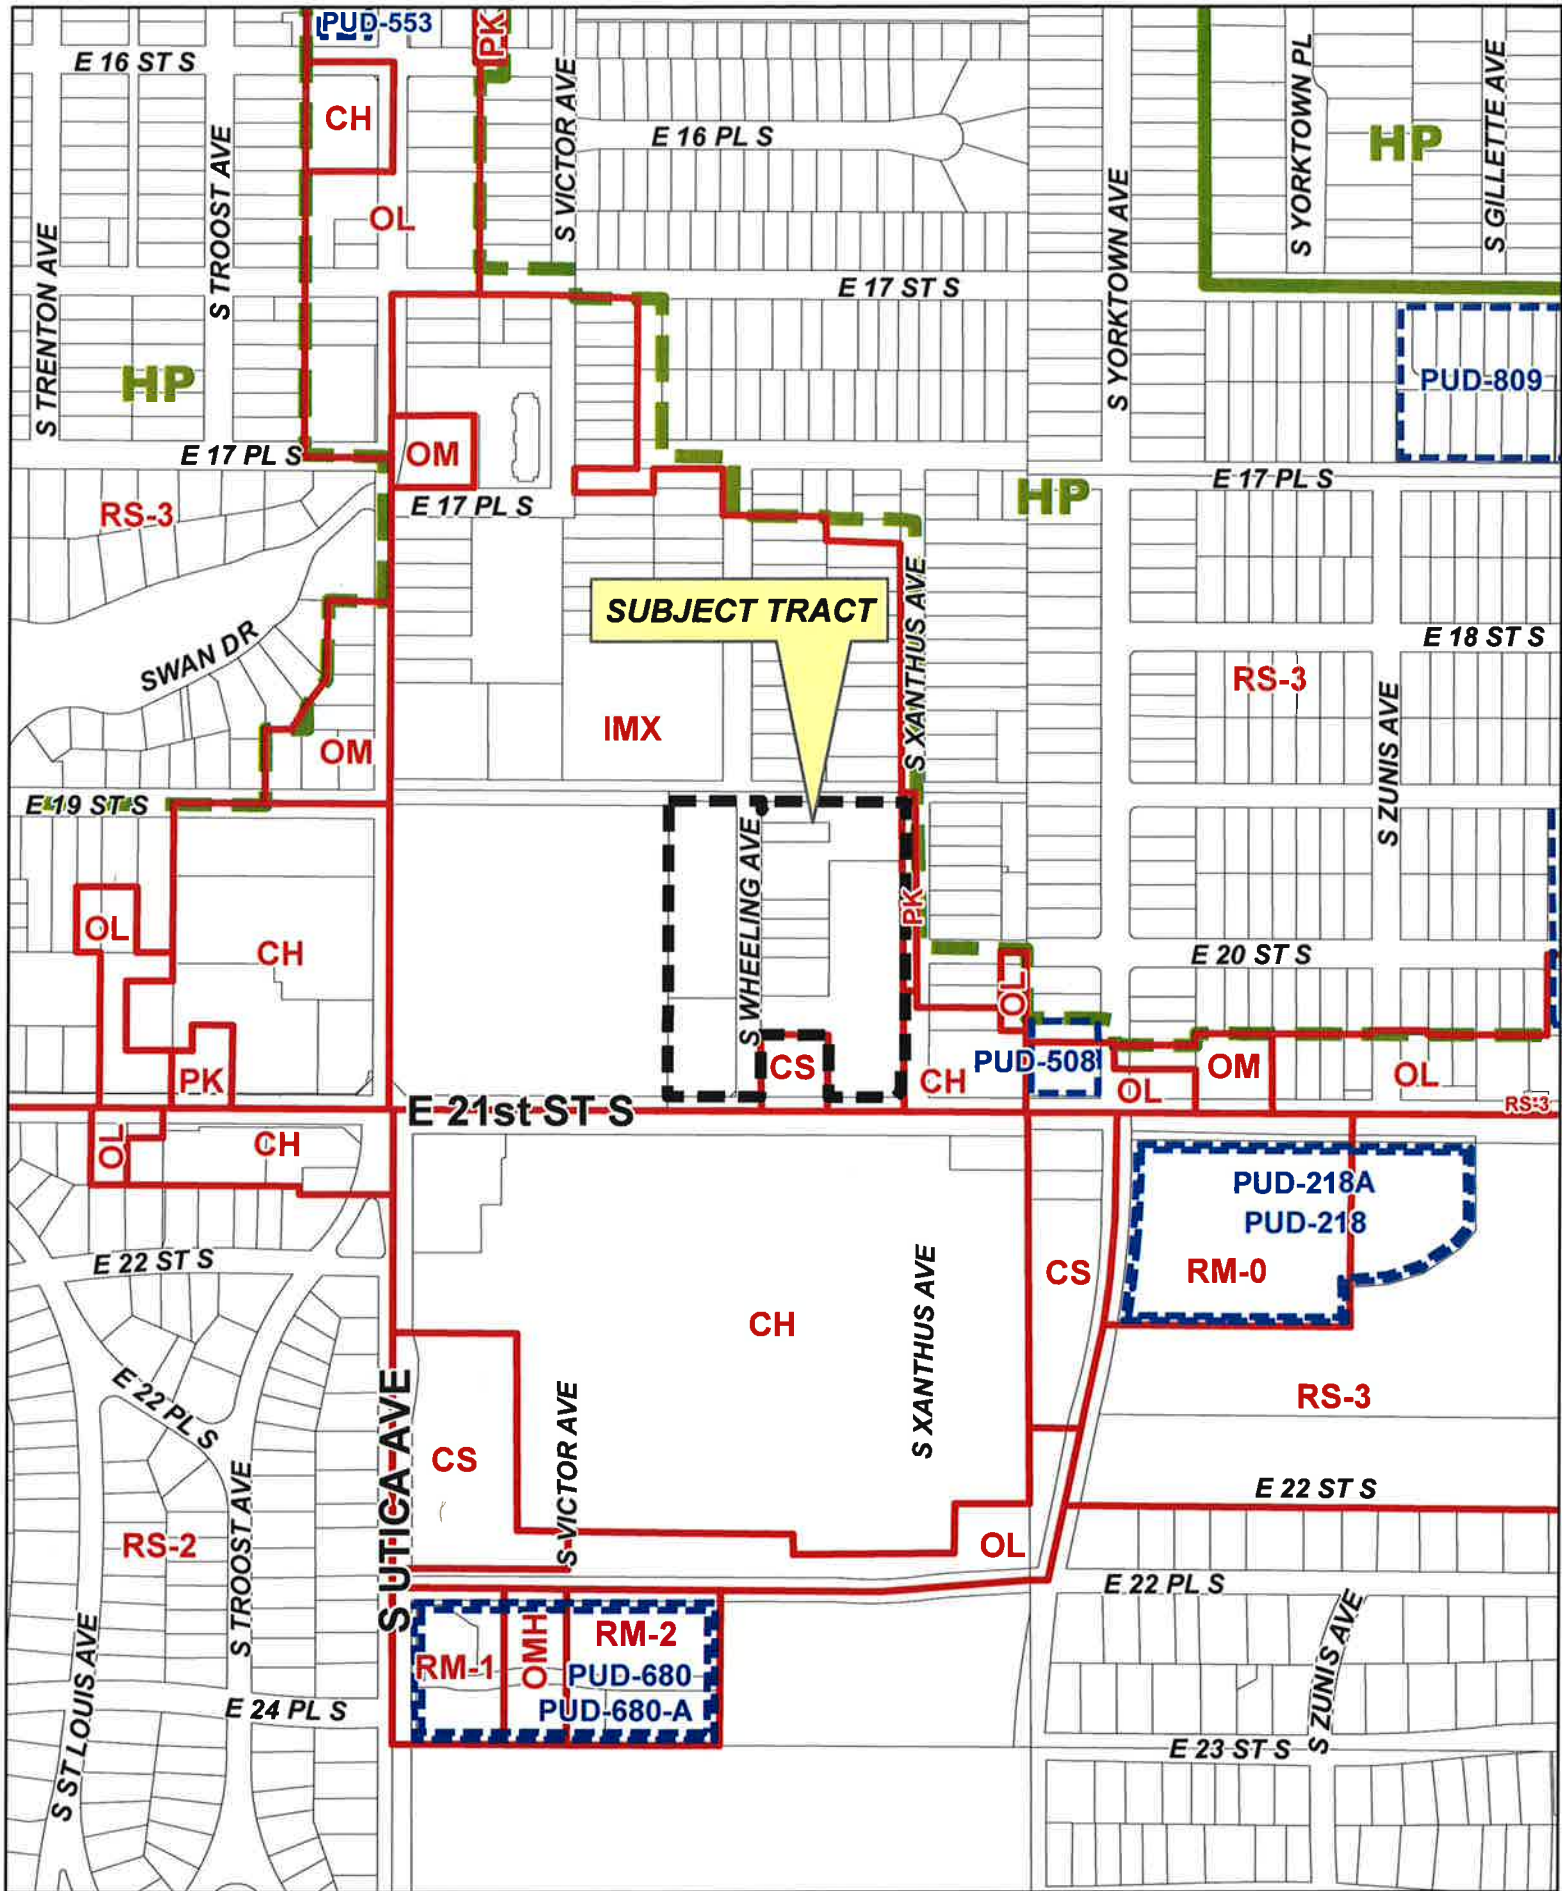 PUD-553
PK
E 16 ST S
CH
S TROOST AVE
S VICTOR AVE
E 16 PL S
S YORKTOWN AVE
S YORKTOWN PL
HP
S GILLETTE AVE
OL
S TRENTON AVE
E 17 ST S
HP
PUD-809
E 17 PL S
OM
E 17 PL S
HP
E 17 PL S
RS-3
SUBJECT TRACT
S XANTHUS AVE
E 18 ST S
SWAN DR
RS-3
IMX
OM
S ZUNIS AVE
E 19 ST S
S WHEELING AVE
PK
OL
CH
E 20 ST S
OL
PK
CS
CH
PUD-508
OL
OM
OL
RS-3
E 21st ST S
OL
CH
PUD-218A
PUD-218
E 22 ST S
CS
RM-0
CH
S XANTHUS AVE
E 22 PL S
S UTICA AVE
RS-3
CS
S VICTOR AVE
E 22 ST S
RS-2
S TROOST AVE
OL
E 22 PL S
S ST LOUIS AVE
RM-1
OMH
RM-2
PUD-680
PUD-680-A
S ZUNIS AVE
E 24 PL S
E 23 ST S